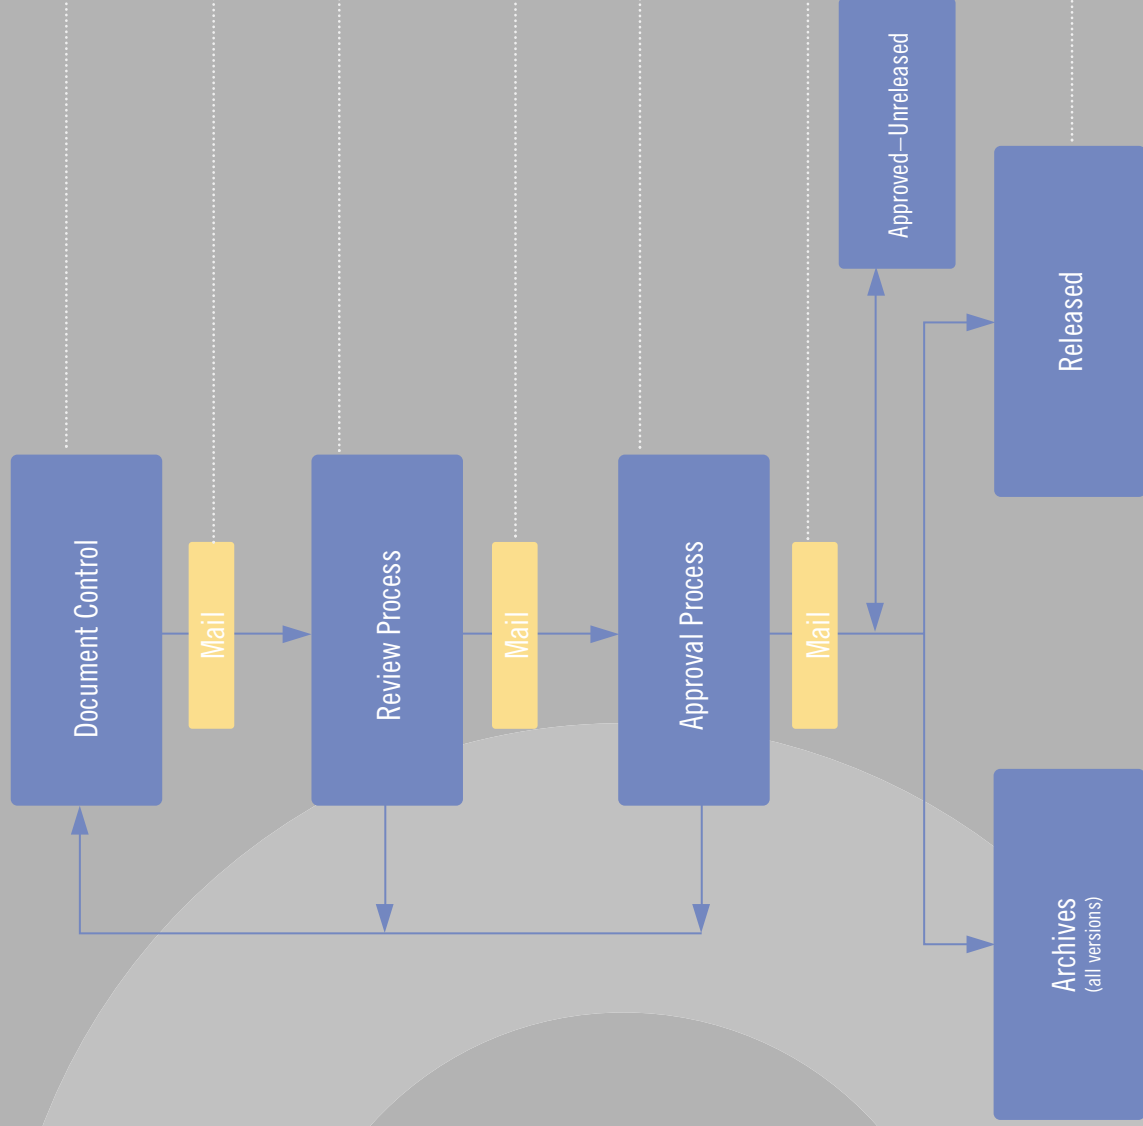 Document Control
Mail
Review Process
Mail
Approval Process
Mail
Approved–Unreleased
Released
Archives
(all versions)